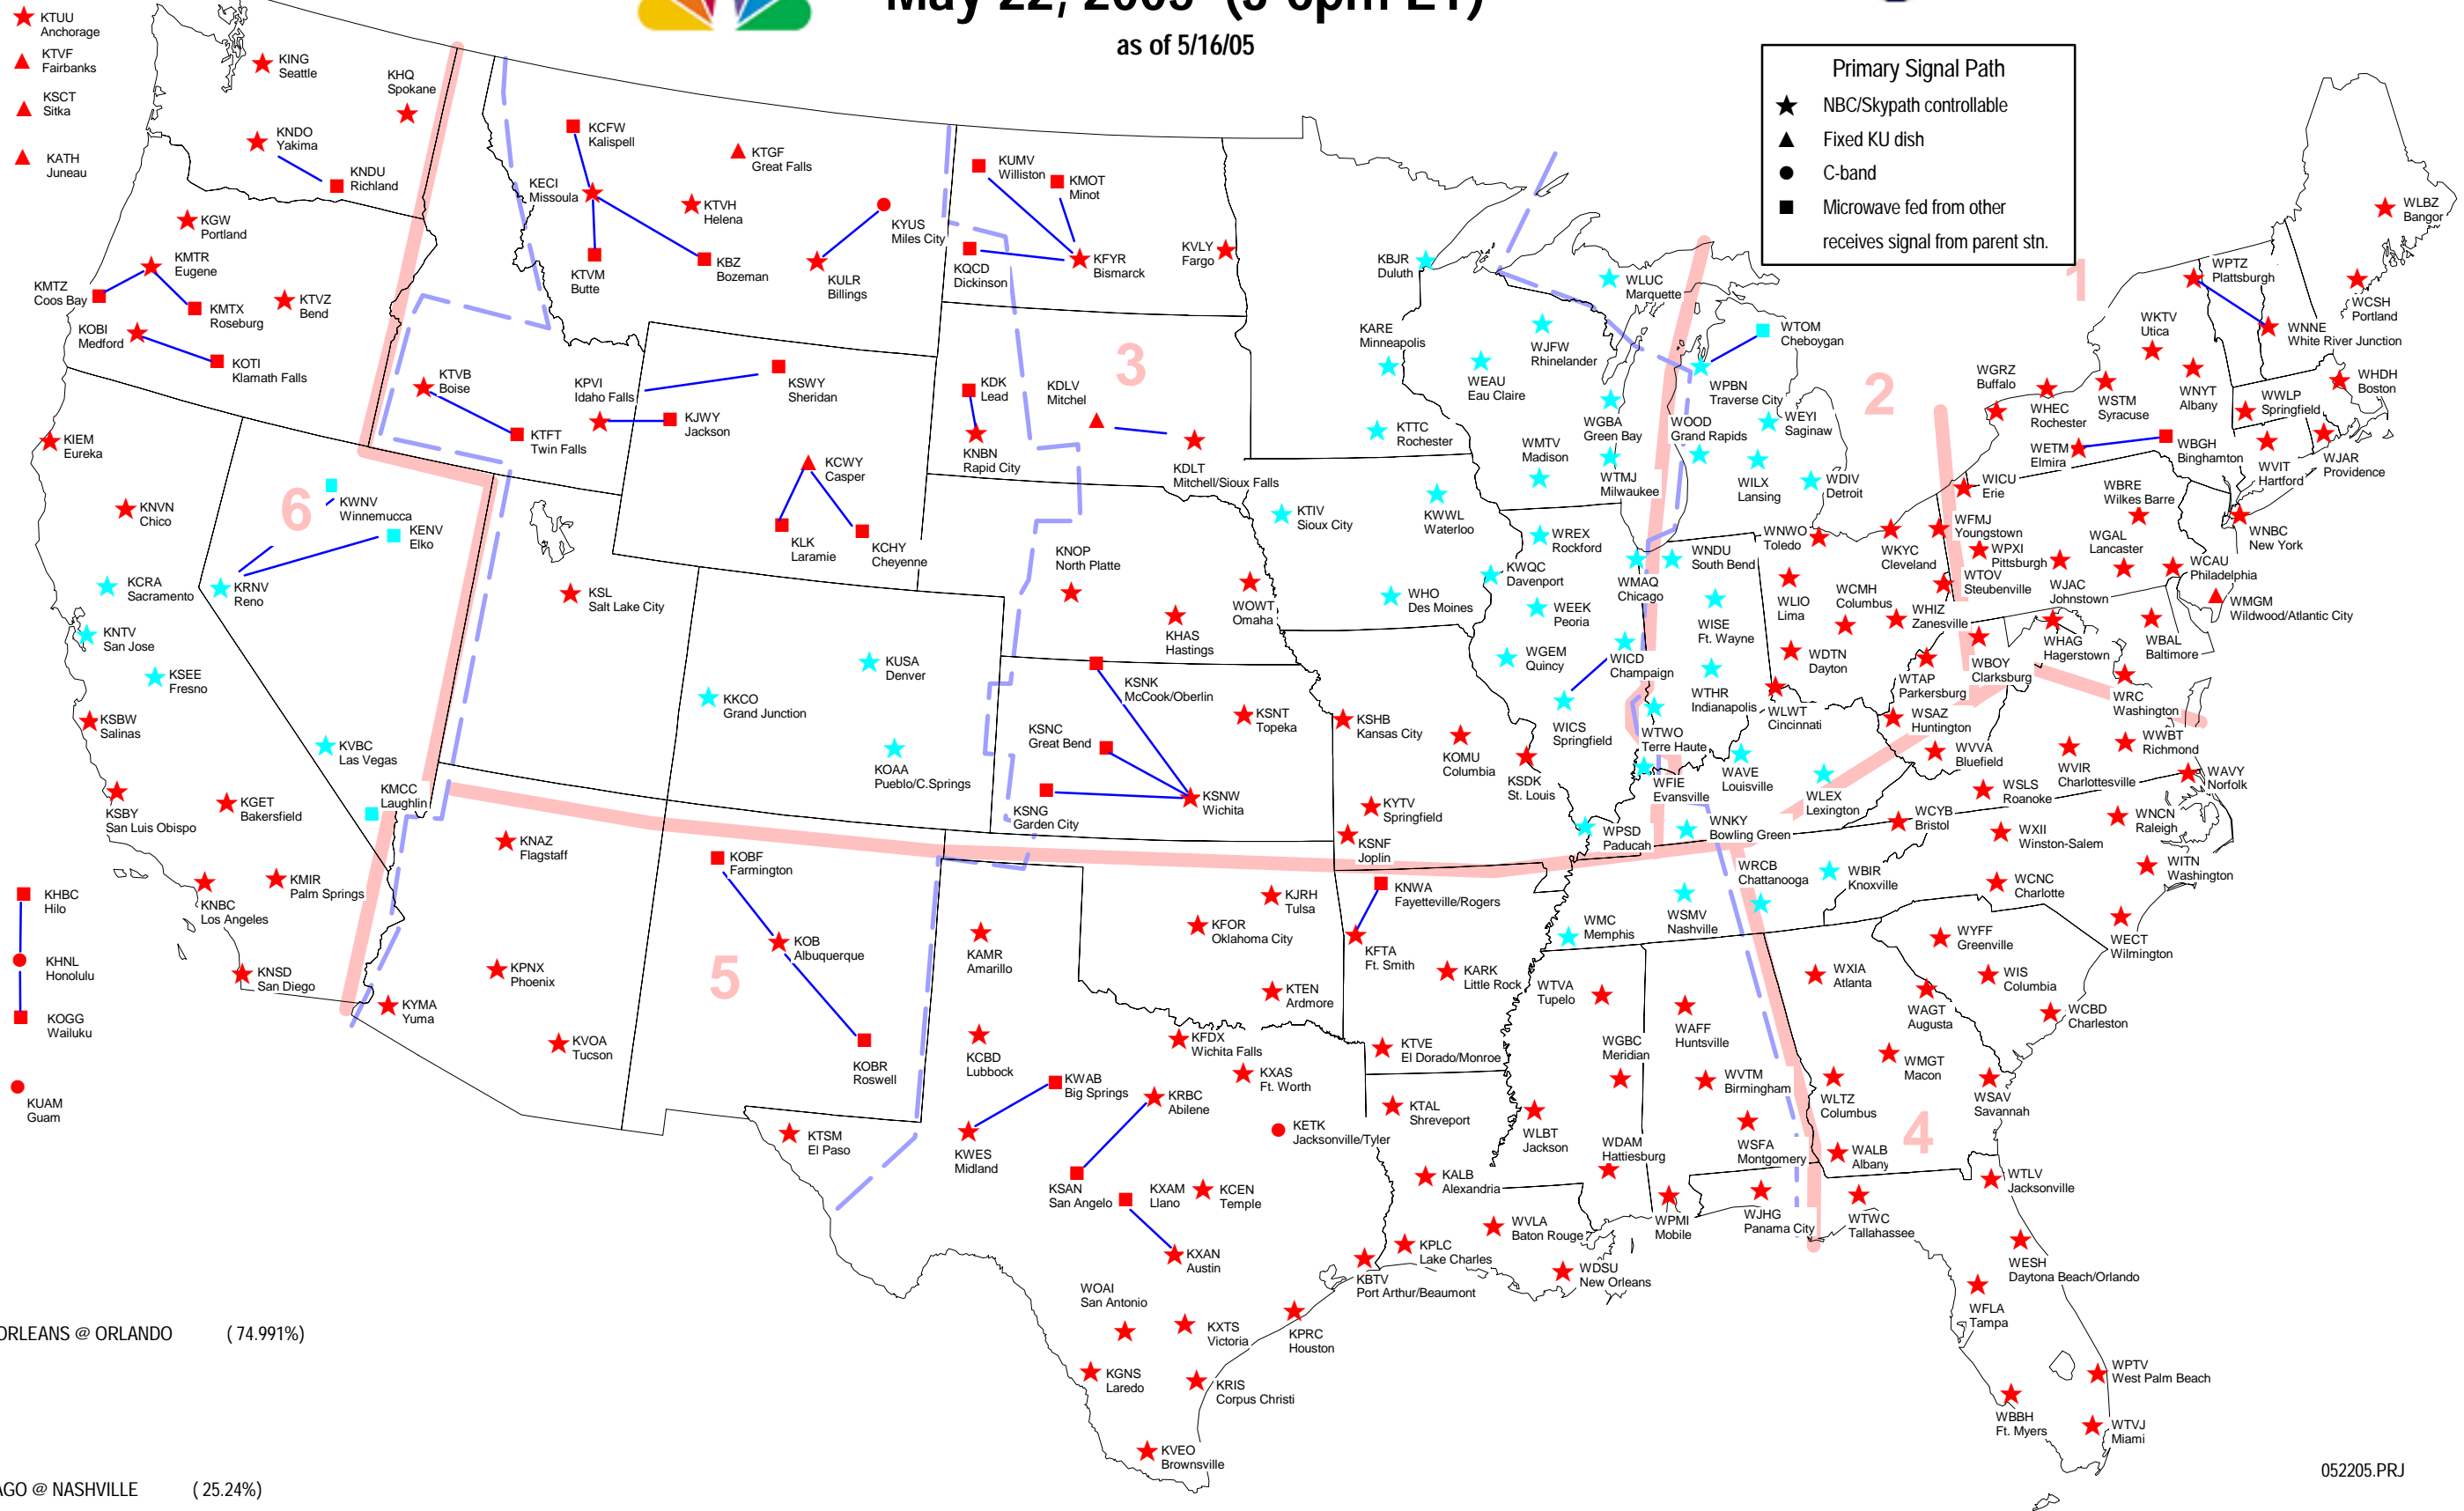 May 22, 2005 (3-6pm ET)
as of 5/16/05
Primary Signal Path
NBC/Skypath controllable
Fixed KU dish
C-band
Microwave fed from other
receives signal from parent stn.
KTUU
Anchorage
KTVF
Fairbanks
KSCT
Sitka
KATH
Juneau
KING
Seattle
KHQ
Spokane
KNDO
Yakima
KNDU
Richland
KGW
Portland
KMTR
Eugene
KMTZ
Coos Bay
KMTX
Roseburg
KTVZ
Bend
KOBI
Medford
KOTI
Klamath Falls
KCFW
Kalispell
KTGF
Great Falls
KECI
Missoula
KTVH
Helena
KYUS
Miles City
KTVM
Butte
KBZ
Bozeman
KULR
Billings
KUMV
Williston
KMOT
Minot
KQCD
Dickinson
KFYR
Bismarck
KVLY
Fargo
KTVB
Boise
KTFT
Twin Falls
KPVI
Idaho Falls
KSWY
Sheridan
KJWY
Jackson
KCWY
Casper
KLK
Laramie
KCHY
Cheyenne
KDK
Lead
KNBN
Rapid City
KDLV
Mitchel
KDLT
Mitchell/Sioux Falls
3
KBJR
Duluth
KARE
Minneapolis
KTTC
Rochester
WLUC
Marquette
WJFW
Rhinelander
WEAU
Eau Claire
WGBA
Green Bay
WMTV
Madison
WTMJ
Milwaukee
WTOM
Cheboygan
WPBN
Traverse City
WEYI
Saginaw
WOOD
Grand Rapids
WILX
Lansing
WDIV
Detroit
2
1
WLBZ
Bangor
WPTZ
Plattsburgh
WCSH
Portland
WKTV
Utica
WNNE
White River Junction
WGRZ
Buffalo
WHEC
Rochester
WSTM
Syracuse
WNYT
Albany
WHDH
Boston
WWLP
Springfield
WETM
Elmira
WBGH
Binghamton
WVIT
Hartford
WJAR
Providence
WICU
Erie
WBRE
Wilkes Barre
WNBC
New York
WFMJ
Youngstown
WPXI
Pittsburgh
WGAL
Lancaster
WCAU
Philadelphia
WTOV
Steubenville
WJAC
Johnstown
WMGM
Wildwood/Atlantic City
WHAG
Hagerstown
WBAL
Baltimore
WRC
Washington
WNWO
Toledo
WKYC
Cleveland
WLIO
Lima
WCMH
Columbus
WHIZ
Zanesville
WDTN
Dayton
WLWT
Cincinnati
WBOY
Clarksburg
WTAP
Parkersburg
WSAZ
Huntington
WVVA
Bluefield
WWBT
Richmond
WVIR
Charlottesville
WAVY
Norfolk
WSLS
Roanoke
KIEM
Eureka
KNVN
Chico
6
KWNV
Winnemucca
KENV
Elko
KCRA
Sacramento
KRNV
Reno
KNTV
San Jose
KSEE
Fresno
KSBW
Salinas
KVBC
Las Vegas
KMCC
Laughlin
KSBY
San Luis Obispo
KGET
Bakersfield
KNBC
Los Angeles
KMIR
Palm Springs
KNSD
San Diego
KSL
Salt Lake City
KUSA
Denver
KKCO
Grand Junction
KOAA
Pueblo/C.Springs
KNOP
North Platte
KHAS
Hastings
WOWT
Omaha
KSNK
McCook/Oberlin
KSNC
Great Bend
KSNG
Garden City
KSNW
Wichita
KSNT
Topeka
KTIV
Sioux City
KWWL
Waterloo
WHO
Des Moines
KWQC
Davenport
WREX
Rockford
WMAQ
Chicago
WEEK
Peoria
WGEM
Quincy
WICD
Champaign
WICS
Springfield
WNDU
South Bend
WISE
Ft. Wayne
WTHR
Indianapolis
WTWO
Terre Haute
WFIE
Evansville
WAVE
Louisville
WLEX
Lexington
WPSD
Paducah
WNKY
Bowling Green
KSHB
Kansas City
KOMU
Columbia
KSDK
St. Louis
KYTV
Springfield
KSNF
Joplin
WCYB
Bristol
WXII
Winston-Salem
WNCN
Raleigh
WITN
Washington
WCNC
Charlotte
WECT
Wilmington
WRCB
Chattanooga
WBIR
Knoxville
WSMV
Nashville
WMC
Memphis
KHBC
Hilo
KHNL
Honolulu
KOGG
Wailuku
KUAM
Guam
KNAZ
Flagstaff
KPNX
Phoenix
KYMA
Yuma
KVOA
Tucson
KOBF
Farmington
KOB
Albuquerque
KOBR
Roswell
5
KAMR
Amarillo
KCBD
Lubbock
KJRH
Tulsa
KFOR
Oklahoma City
KTEN
Ardmore
KNWA
Fayetteville/Rogers
KFTA
Ft. Smith
KARK
Little Rock
KTVE
El Dorado/Monroe
KTAL
Shreveport
KFDX
Wichita Falls
KXAS
Ft. Worth
KWAB
Big Springs
KRBC
Abilene
KWES
Midland
KSAN
San Angelo
KTSM
El Paso
KETK
Jacksonville/Tyler
KXAM
Llano
KCEN
Temple
KXAN
Austin
WOAI
San Antonio
KXTS
Victoria
KGNS
Laredo
KRIS
Corpus Christi
KVEO
Brownsville
KPRC
Houston
KBTV
Port Arthur/Beaumont
KPLC
Lake Charles
KALB
Alexandria
WVLA
Baton Rouge
WDSU
New Orleans
WTVA
Tupelo
WGBC
Meridian
WLBT
Jackson
WDAM
Hattiesburg
WPMI
Mobile
WAFF
Huntsville
WVTM
Birmingham
WSFA
Montgomery
WJHG
Panama City
WXIA
Atlanta
WYFF
Greenville
WIS
Columbia
WAGT
Augusta
WCBD
Charleston
WMGT
Macon
WLTZ
Columbus
WSAV
Savannah
WALB
Albany
4
WTLV
Jacksonville
WTWC
Tallahassee
WESH
Daytona Beach/Orlando
WFLA
Tampa
WPTV
West Palm Beach
WBBH
Ft. Myers
WTVJ
Miami
ORLEANS @ ORLANDO (74.991%)
AGO @ NASHVILLE (25.24%)
052205.PRJ